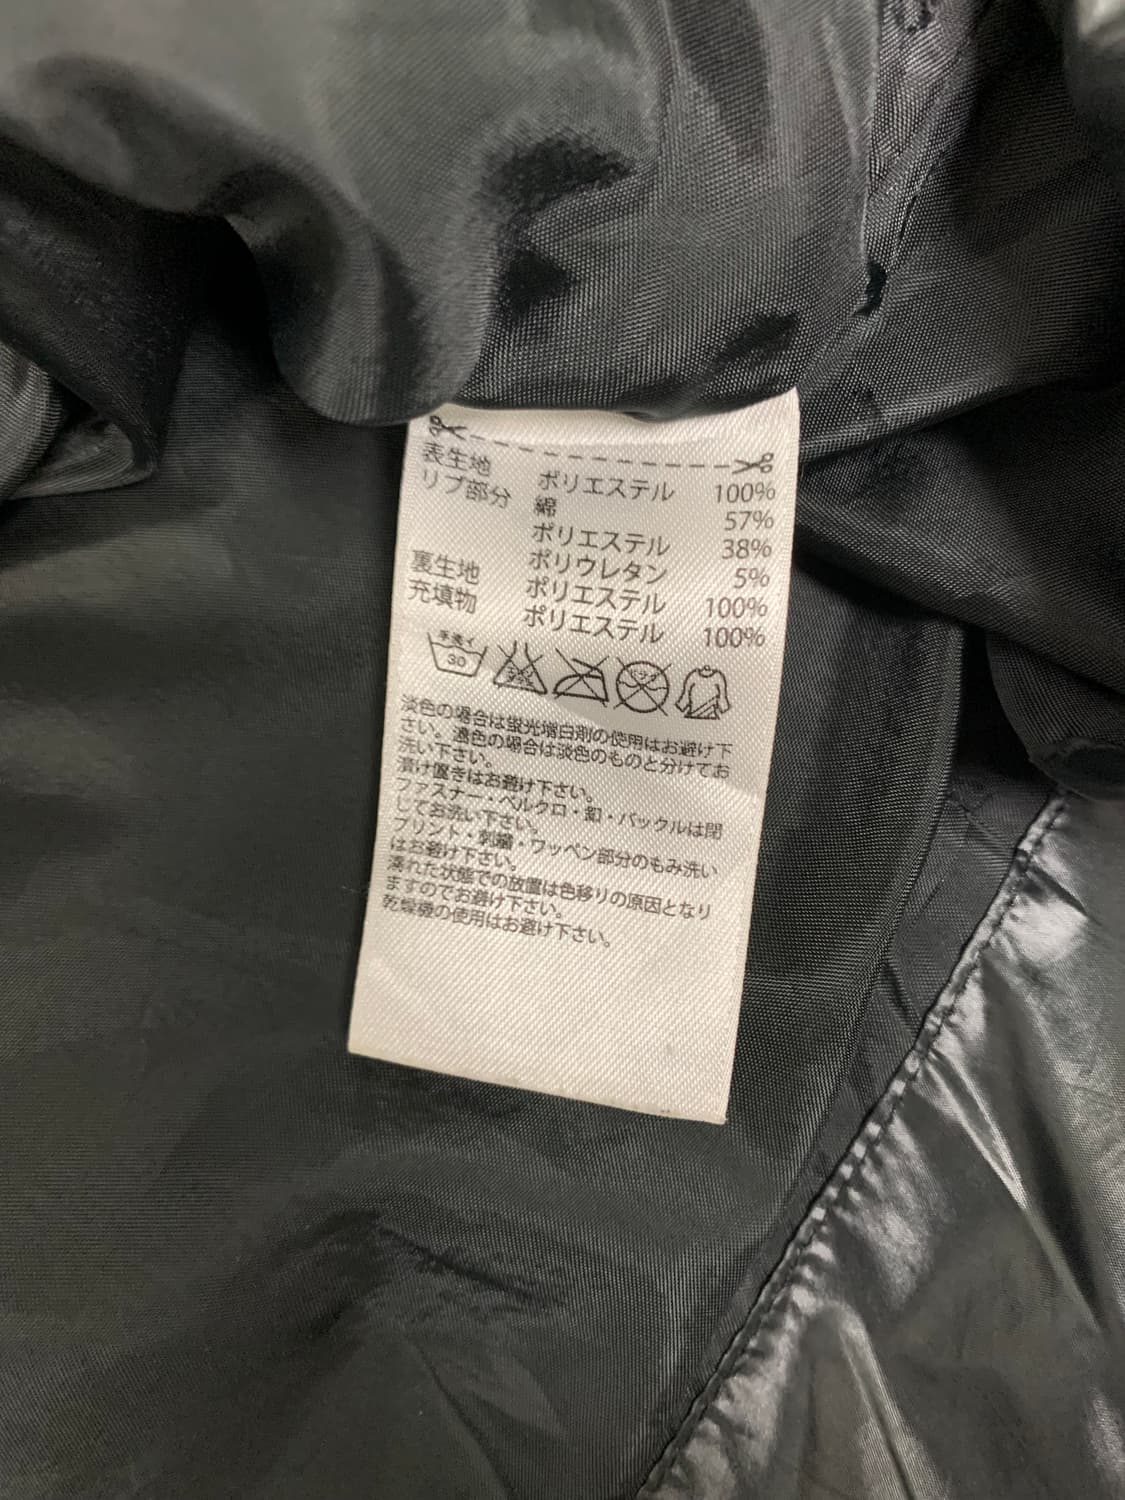 表生地 ポリエステル 100%
リブ部分 綿 57%
ポリエステル 38%
ポリウレタン 5%
裏生地 ポリエステル 100%
充填物 ポリエステル 100%
手洗イ
30
淡色の場合は蛍光増白剤の使用はお避け下
さい。濃色の場合は淡色のものと分けてお
洗い下さい。
漬け置きはお避け下さい。
ファスナー・ベルクロ・釦・バックルは閉
じてお洗い下さい。
プリント・刺繍・ワッペン部分のもみ洗い
はお避け下さい。
濡れた状態での放置は色移りの原因となり
ますのでお避け下さい。
乾燥機の使用はお避け下さい。